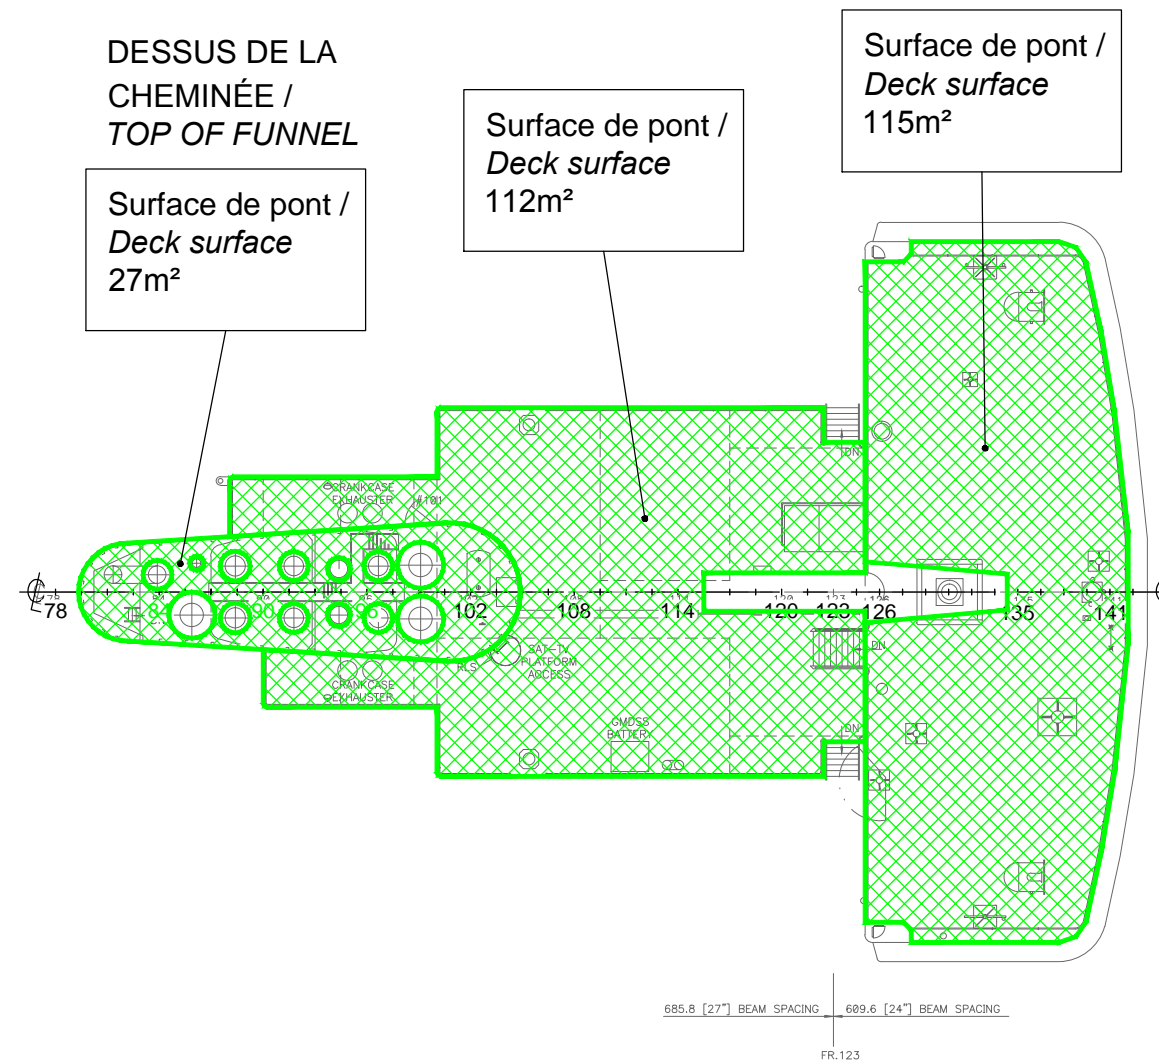 DESSUS DE LA
CHEMINÉE /
TOP OF FUNNEL
Surface de pont /
Deck surface
27m²
Surface de pont /
Deck surface
112m²
Surface de pont /
Deck surface
115m²
CRANKCASE
EXHAUSTER
#101
DN
78 84 90 96 102 108 114 120 123 126 135 141
RLS
SAT-TV
PLATFORM
ACCESS
DN
CRANKCASE
EXHAUSTER
GMDSS
BATTERY
DN
685.8 [27"] BEAM SPACING
609.6 [24"] BEAM SPACING
FR.123